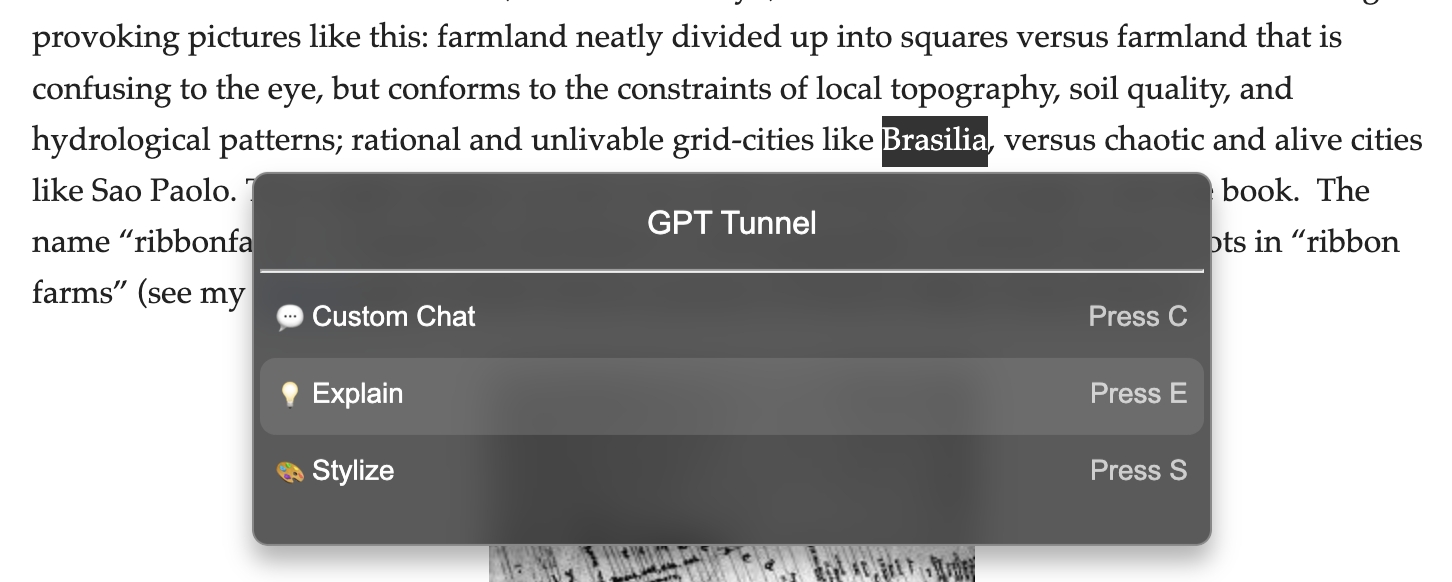 provoking pictures like this: farmland neatly divided up into squares versus farmland that is
confusing to the eye, but conforms to the constraints of local topography, soil quality, and
hydrological patterns; rational and unlivable grid-cities like Brasilia, versus chaotic and alive cities
like Sao Paolo. book.  The
name “ribbonfa ots in “ribbon
farms” (see my
GPT Tunnel
💬 Custom Chat Press C
💡 Explain Press E
🎨 Stylize Press S